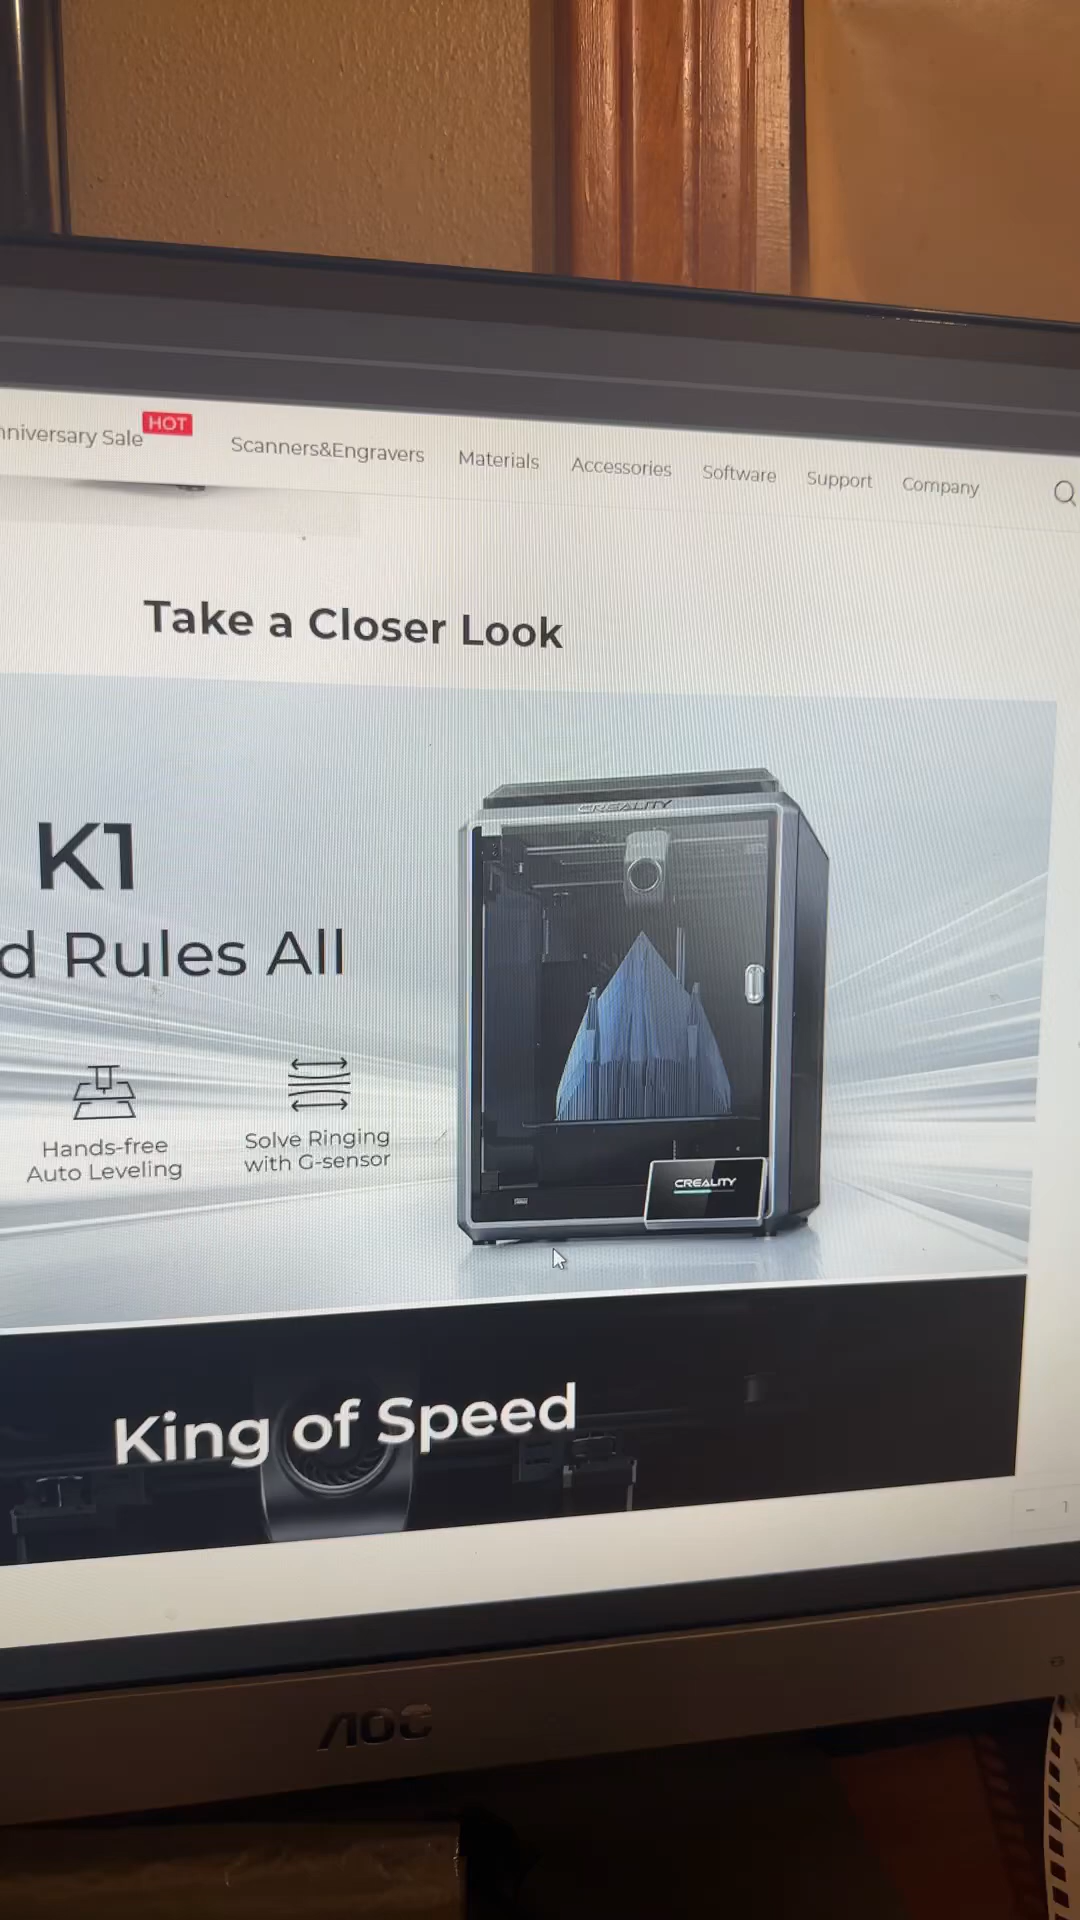 nniversary Sale
HOT
Scanners&Engravers
Materials
Accessories
Software
Support
Company
Take a Closer Look
CREALITY
K1
d Rules All
Hands-free
Auto Leveling
Solve Ringing
with G-sensor
CREALITY
King of Speed
1
AOC